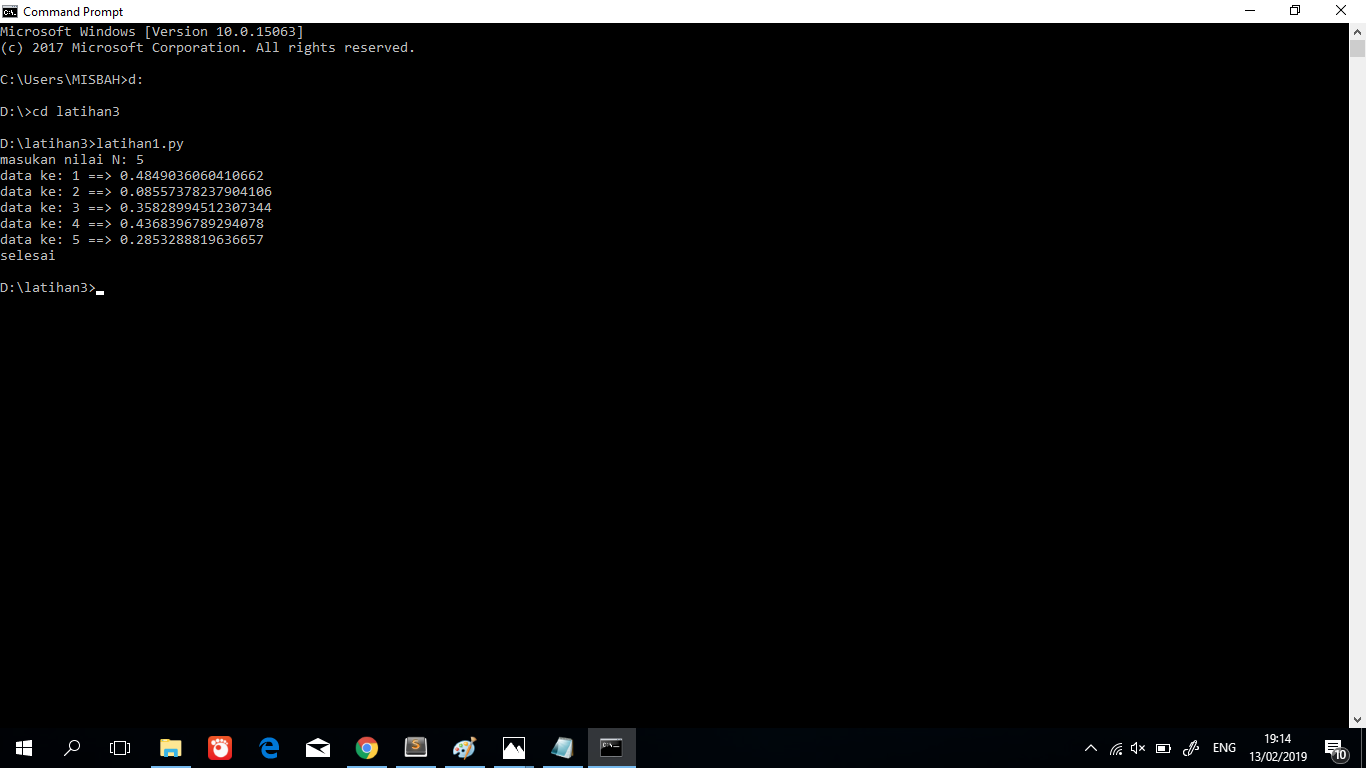 Command Prompt
Microsoft Windows [Version 10.0.15063]
(c) 2017 Microsoft Corporation. All rights reserved.
C:\Users\MISBAH>d:
D:\>cd latihan3
D:\latihan3>latihan1.py
masukan nilai N: 5
data ke: 1 ==> 0.4849036060410662
data ke: 2 ==> 0.08557378237904106
data ke: 3 ==> 0.35828994512307344
data ke: 4 ==> 0.4368396789294078
data ke: 5 ==> 0.2853288819636657
selesai
D:\latihan3>
ENG
19:14
13/02/2019
10